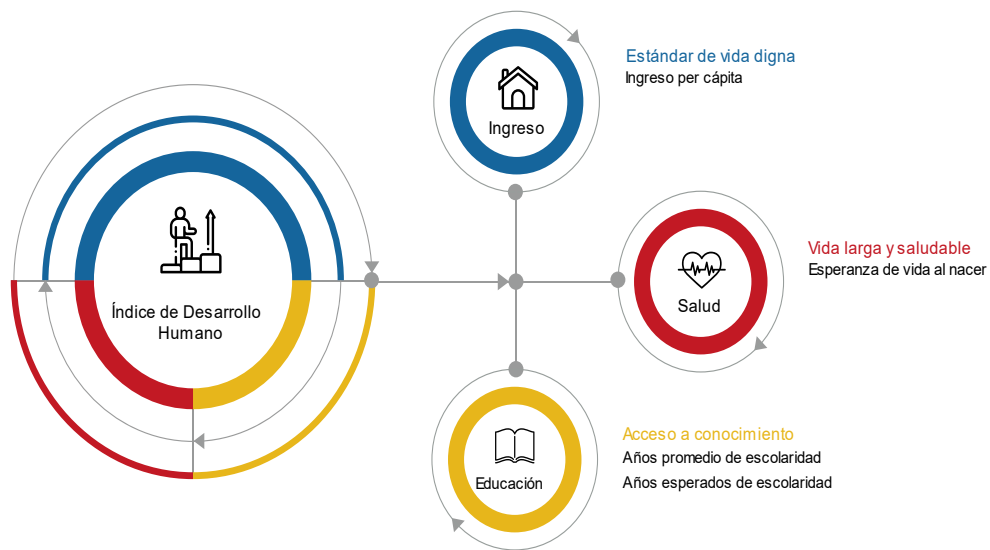 Índice de Desarrollo
Humano
Ingreso
Estándar de vida digna
Ingreso per cápita
Salud
Vida larga y saludable
Esperanza de vida al nacer
Educación
Acceso a conocimiento
Años promedio de escolaridad
Años esperados de escolaridad